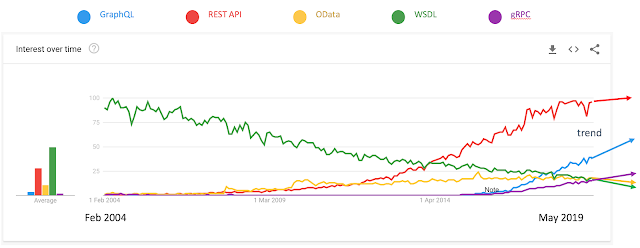 GraphQL REST API OData WSDL gRPC
Interest over time ?
100
75
50
25
trend
Note
Average
1 Feb 2004 1 Mar 2009 1 Apr 2014
Feb 2004 May 2019